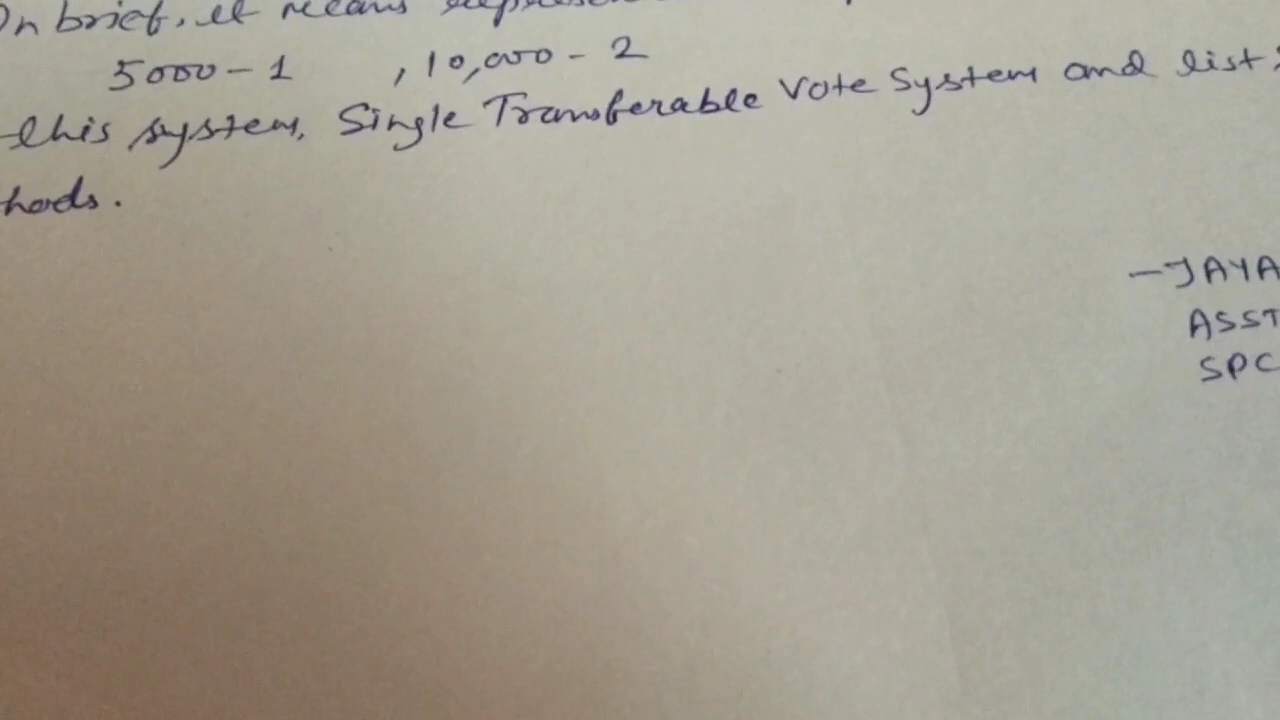 In brief, it means
5000-1 , 10,000-2
this system, Single Transferable Vote System and list
hods.
-JAYA
ASST
SPC